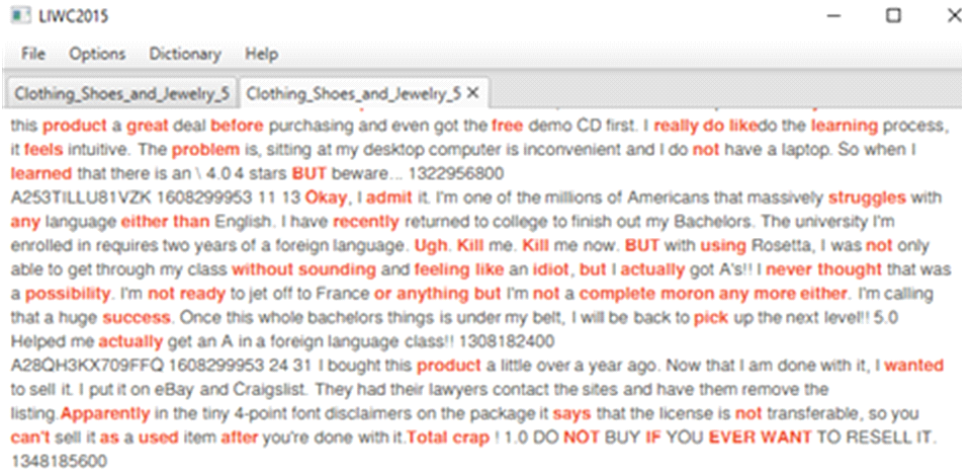 LIWC2015
File Options Dictionary Help
Clothing_Shoes_and_Jewelry_5 Clothing_Shoes_and_Jewelry_5 ✕
this product a great deal before purchasing and even got the free demo CD first. I really do likedo the learning process,
it feels intuitive. The problem is, sitting at my desktop computer is inconvenient and I do not have a laptop. So when I
learned that there is an \ 4.0 4 stars BUT beware... 1322956800
A253TILLU81VZK 1608299953 11 13 Okay, I admit it. I'm one of the millions of Americans that massively struggles with
any language either than English. I have recently returned to college to finish out my Bachelors. The university I'm
enrolled in requires two years of a foreign language. Ugh. Kill me. Kill me now. BUT with using Rosetta, I was not only
able to get through my class without sounding and feeling like an idiot, but I actually got A's!! I never thought that was
a possibility. I'm not ready to jet off to France or anything but I'm not a complete moron any more either. I'm calling
that a huge success. Once this whole bachelors things is under my belt, I will be back to pick up the next level!! 5.0
Helped me actually get an A in a foreign language class!! 1308182400
A28QH3KX709FFQ 1608299953 24 31 I bought this product a little over a year ago. Now that I am done with it, I wanted
to sell it. I put it on eBay and Craigslist. They had their lawyers contact the sites and have them remove the
listing.Apparently in the tiny 4-point font disclaimers on the package it says that the license is not transferable, so you
can't sell it as a used item after you're done with it.Total crap ! 1.0 DO NOT BUY IF YOU EVER WANT TO RESELL IT.
1348185600